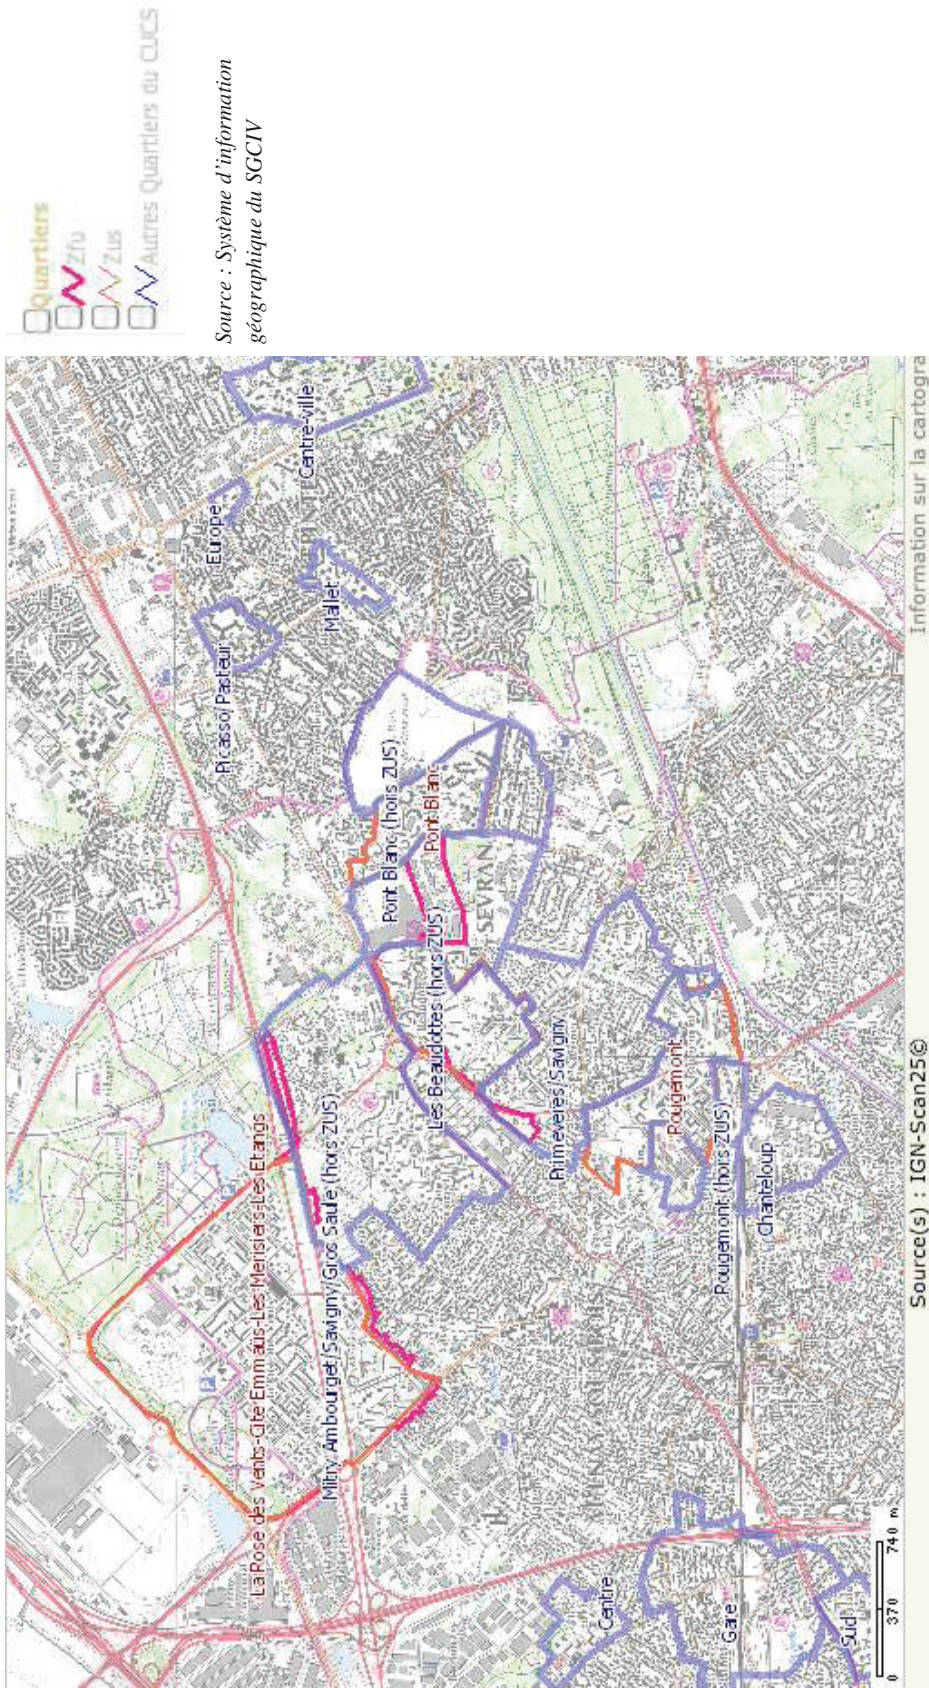 Quartiers
Zfu
Zus
Autres Quartiers du CUCS
Source : Système d'information
géographique du SGCIV
La Rose des Vents-Cité Emmaüs-Les Merisiers-Les Etangs
Mitry Ambourget/Savigny/Gros Saule (hors ZUS)
Picasso/Pasteur
Europe
Mallet
Centre-ville
Pont Blanc (hors ZUS)
Pont Blanc
SEVRAN
Les Beaudottes (hors ZUS)
Primevères/Savigny
Rougemont
Rougemont (hors ZUS)
Chanteloup
Centre
Gare
Sud
0 370 740 m
Source(s) : IGN-Scan25©
Information sur la cartogra